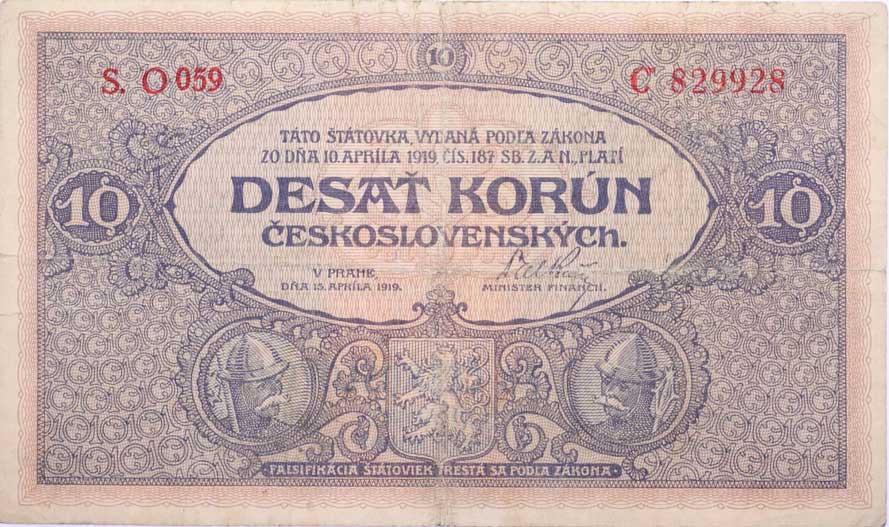 10
S. O 059 C 829928
TÁTO ŠTÁTOVKA, VYDANÁ PODĽA ZÁKONA
ZO DŇA 10. APRÍLA 1919, ČÍS. 187 SB. Z. A N., PLATÍ
10 DESAŤ KORÚN 10
ČESKOSLOVENSKÝCH.
V PRAHE,
DŇA 15. APRÍLA 1919.
MINISTER FINANCIÍ.
FALSIFIKÁCIA ŠTÁTOVIEK TRESTÁ SA PODĽA ZÁKONA